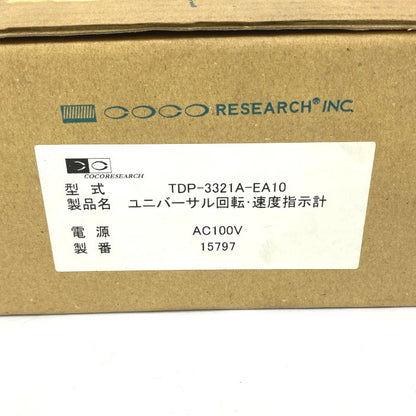 COCO RESEARCH® INC.
COCORESEARCH
型式 TDP-3321A-EA10
製品名 ユニバーサル回転・速度指示計
電源 AC100V
製番 15797